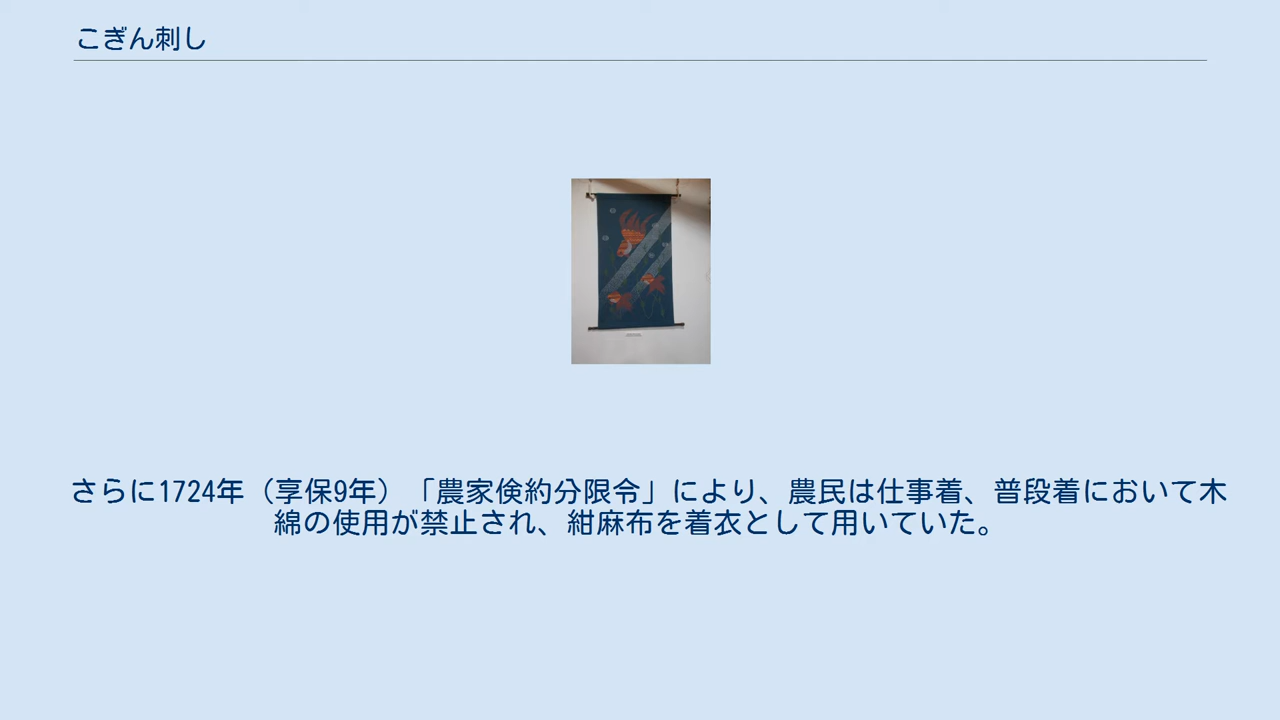 こぎん刺し
さらに1724年（享保9年）「農家倹約分限令」により、農民は仕事着、普段着において木
綿の使用が禁止され、紺麻布を着衣として用いていた。